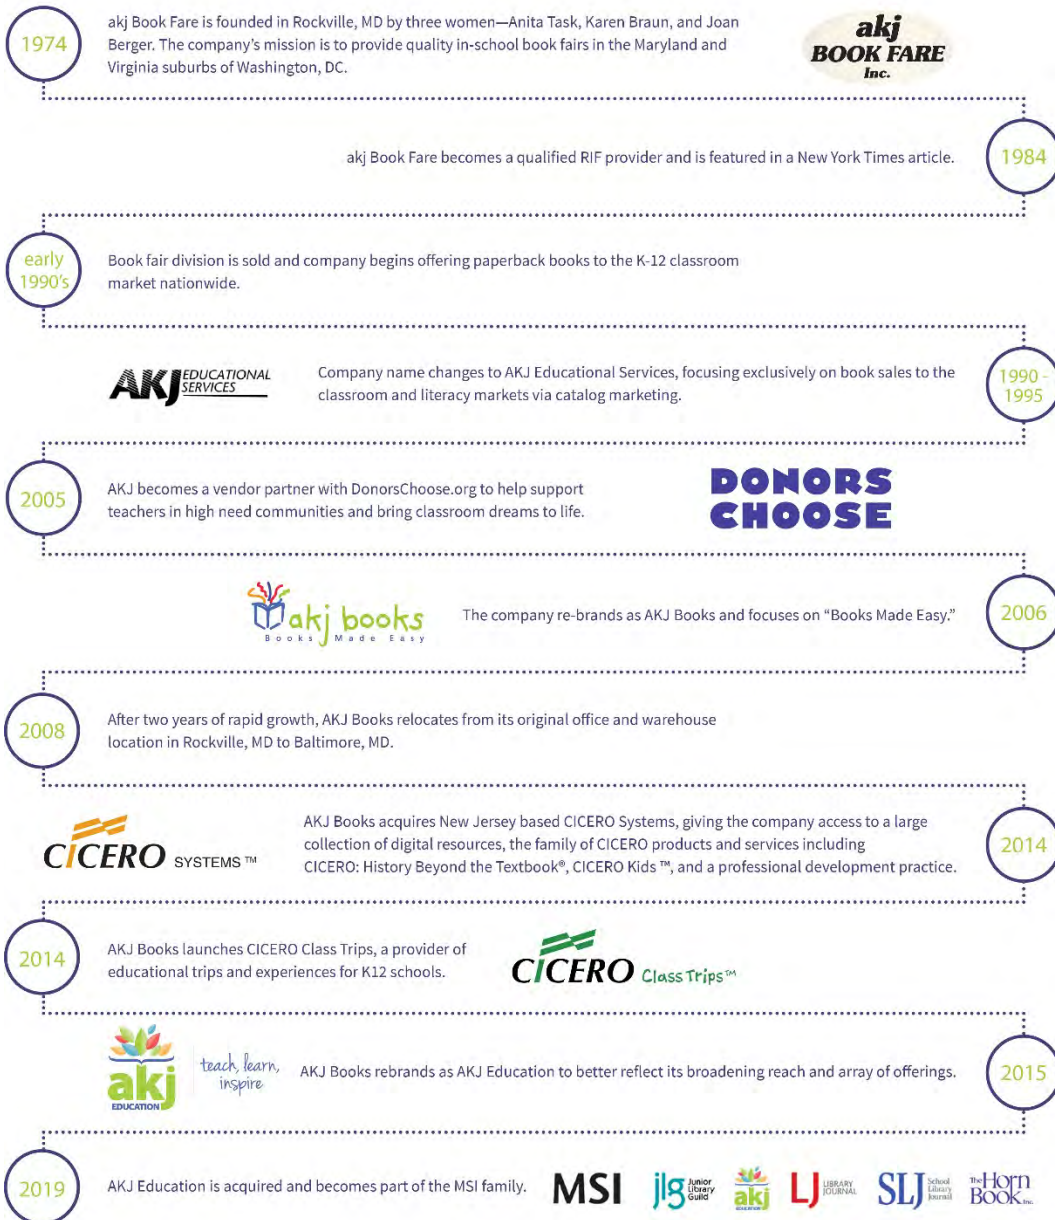 1974
akj Book Fare is founded in Rockville, MD by three women—Anita Task, Karen Braun, and Joan
Berger. The company's mission is to provide quality in-school book fairs in the Maryland and
Virginia suburbs of Washington, DC.
akj
BOOK FARE
Inc.
akj Book Fare becomes a qualified RIF provider and is featured in a New York Times article.
1984
early
1990's
Book fair division is sold and company begins offering paperback books to the K-12 classroom
market nationwide.
AKJ EDUCATIONAL
SERVICES
Company name changes to AKJ Educational Services, focusing exclusively on book sales to the
classroom and literacy markets via catalog marketing.
1990 -
1995
2005
AKJ becomes a vendor partner with DonorsChoose.org to help support
teachers in high need communities and bring classroom dreams to life.
DONORS
CHOOSE
akj books
Books Made Easy
The company re-brands as AKJ Books and focuses on “Books Made Easy.”
2006
2008
After two years of rapid growth, AKJ Books relocates from its original office and warehouse
location in Rockville, MD to Baltimore, MD.
CICERO SYSTEMS ™
AKJ Books acquires New Jersey based CICERO Systems, giving the company access to a large
collection of digital resources, the family of CICERO products and services including
CICERO: History Beyond the Textbook®, CICERO Kids ™, and a professional development practice.
2014
2014
AKJ Books launches CICERO Class Trips, a provider of
educational trips and experiences for K12 schools.
CICERO Class Trips™
akj
EDUCATION
teach, learn,
inspire
AKJ Books rebrands as AKJ Education to better reflect its broadening reach and array of offerings.
2015
2019
AKJ Education is acquired and becomes part of the MSI family.
MSI
jlg Junior
Library
Guild
akj
EDUCATION
LJ LIBRARY
JOURNAL
SLJ School
Library
Journal
The Horn
Book, Inc.